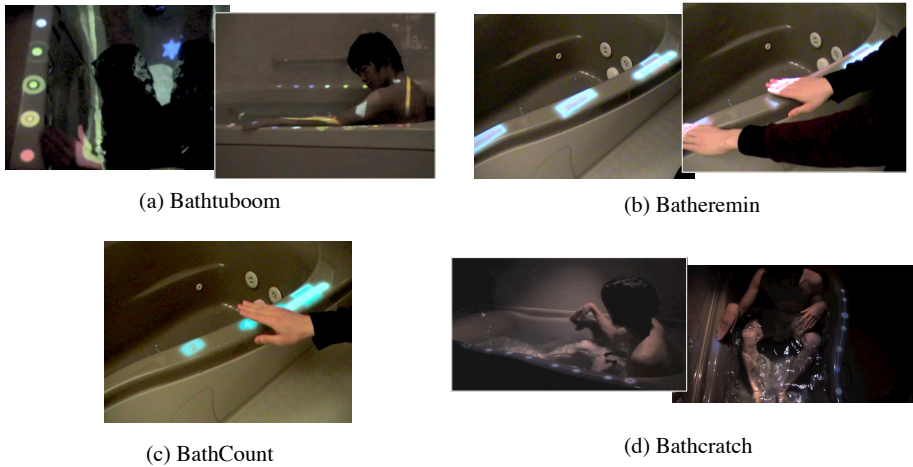 (a) Bathtuboom
(b) Batheremin
(c) BathCount
(d) Bathcratch